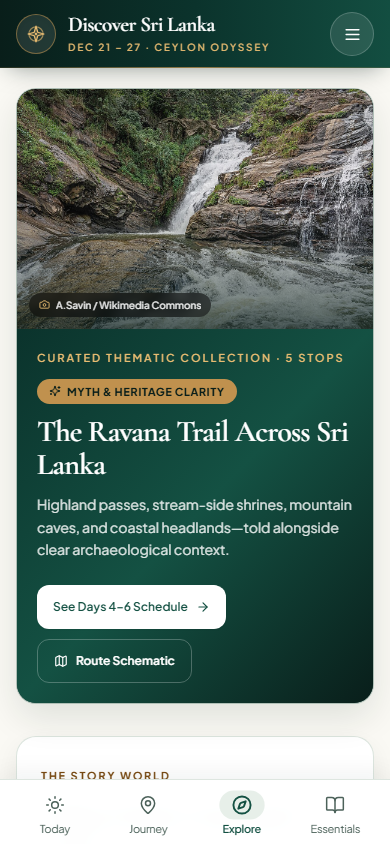 Discover Sri Lanka
DEC 21 – 27 · CEYLON ODYSSEY
A.Savin / Wikimedia Commons
CURATED THEMATIC COLLECTION · 5 STOPS
MYTH & HERITAGE CLARITY
The Ravana Trail Across Sri
Lanka
Highland passes, stream-side shrines, mountain
caves, and coastal headlands—told alongside
clear archaeological context.
See Days 4–6 Schedule
Route Schematic
THE STORY WORLD
Today Journey Explore Essentials